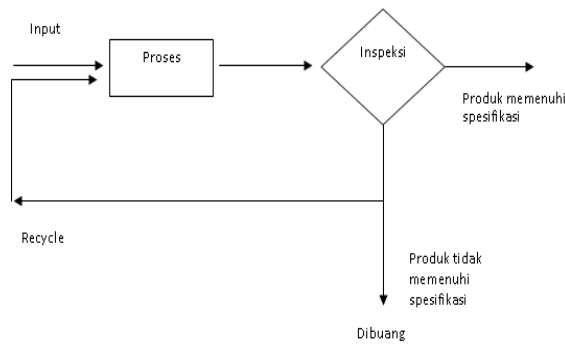 Input
Proses
Inspeksi
Produk memenuhi
spesifikasi
Recycle
Produk tidak
memenuhi
spesifikasi
Dibuang